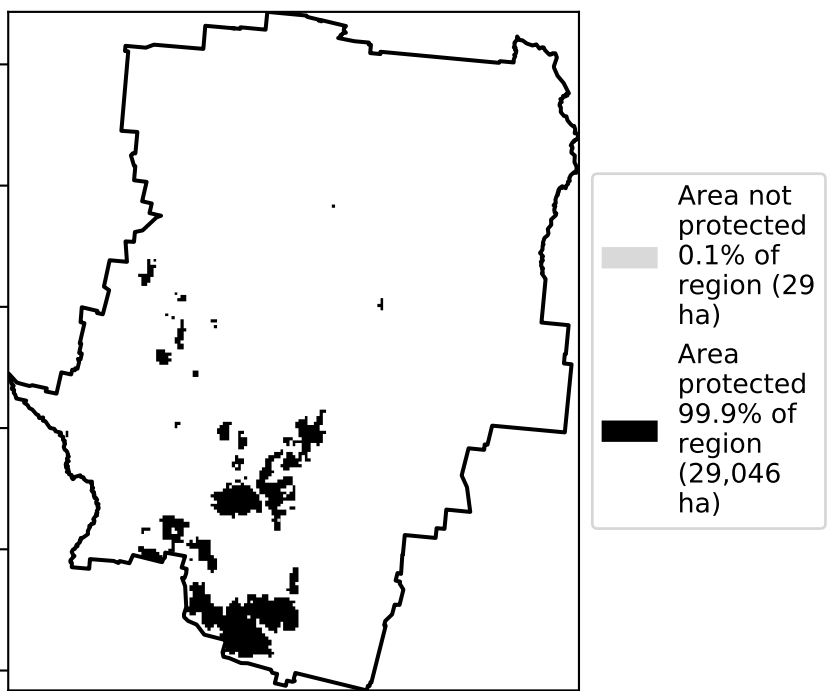 Area not
protected
0.1% of
region (29
ha)
Area
protected
99.9% of
region
(29,046
ha)